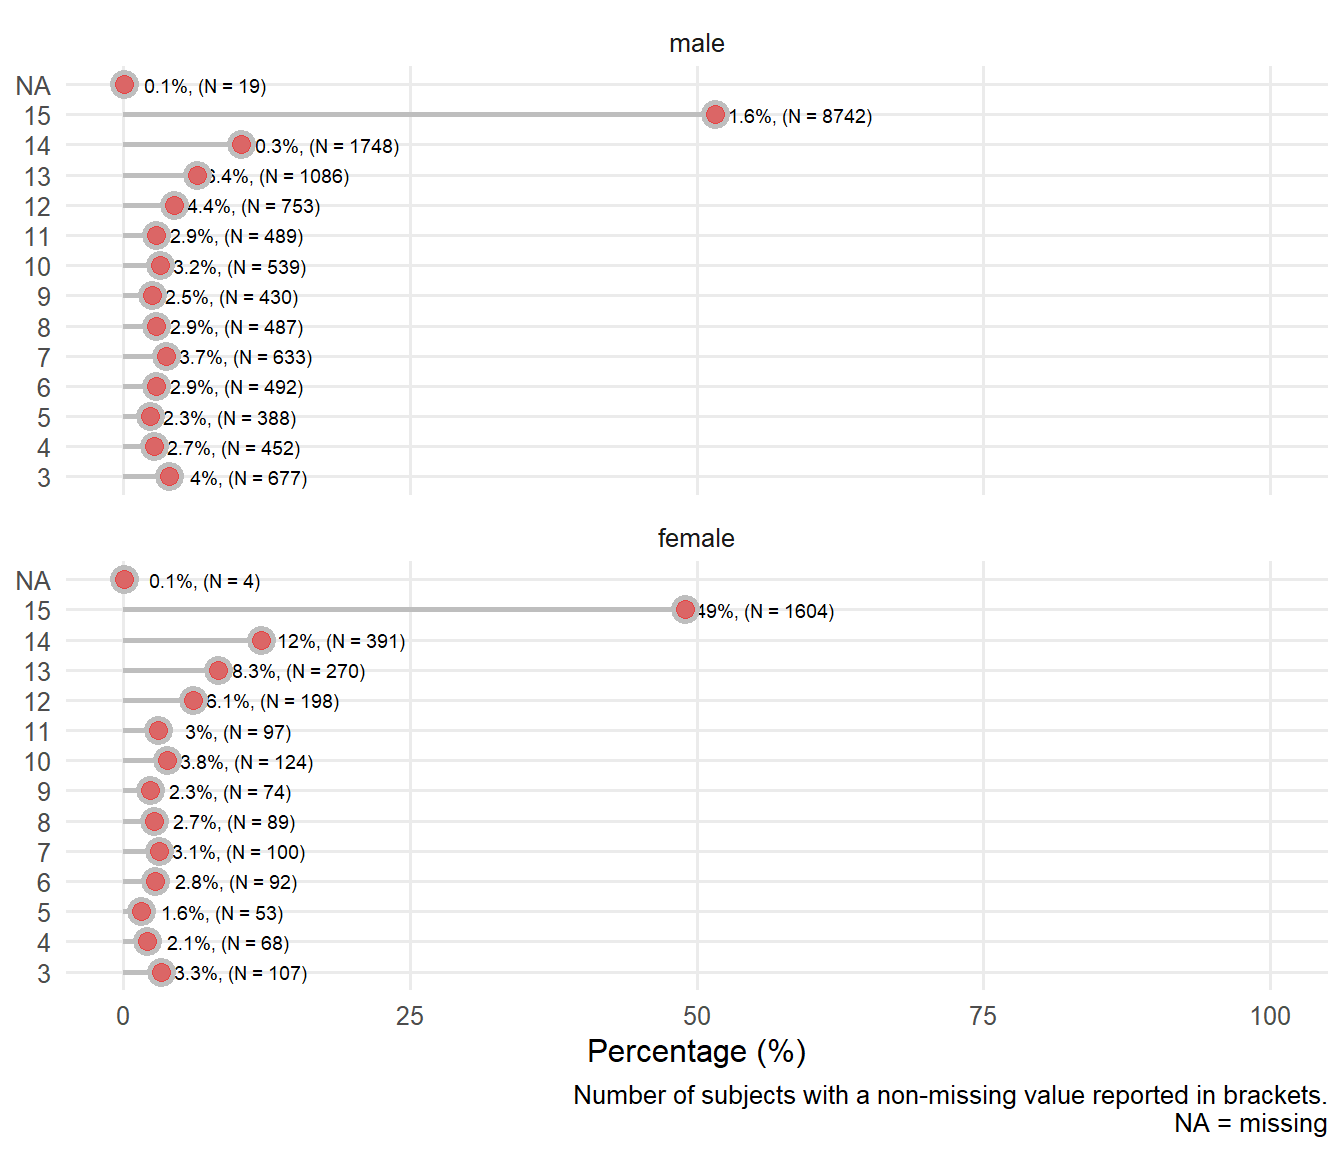 male
NA 0.1%, (N = 19)
15 1.6%, (N = 8742)
14 0.3%, (N = 1748)
13 6.4%, (N = 1086)
12 4.4%, (N = 753)
11 2.9%, (N = 489)
10 3.2%, (N = 539)
9 2.5%, (N = 430)
8 2.9%, (N = 487)
7 3.7%, (N = 633)
6 2.9%, (N = 492)
5 2.3%, (N = 388)
4 2.7%, (N = 452)
3 4%, (N = 677)
female
NA 0.1%, (N = 4)
15 49%, (N = 1604)
14 12%, (N = 391)
13 8.3%, (N = 270)
12 6.1%, (N = 198)
11 3%, (N = 97)
10 3.8%, (N = 124)
9 2.3%, (N = 74)
8 2.7%, (N = 89)
7 3.1%, (N = 100)
6 2.8%, (N = 92)
5 1.6%, (N = 53)
4 2.1%, (N = 68)
3 3.3%, (N = 107)
0 25 50 75 100
Percentage (%)
Number of subjects with a non-missing value reported in brackets.
NA = missing